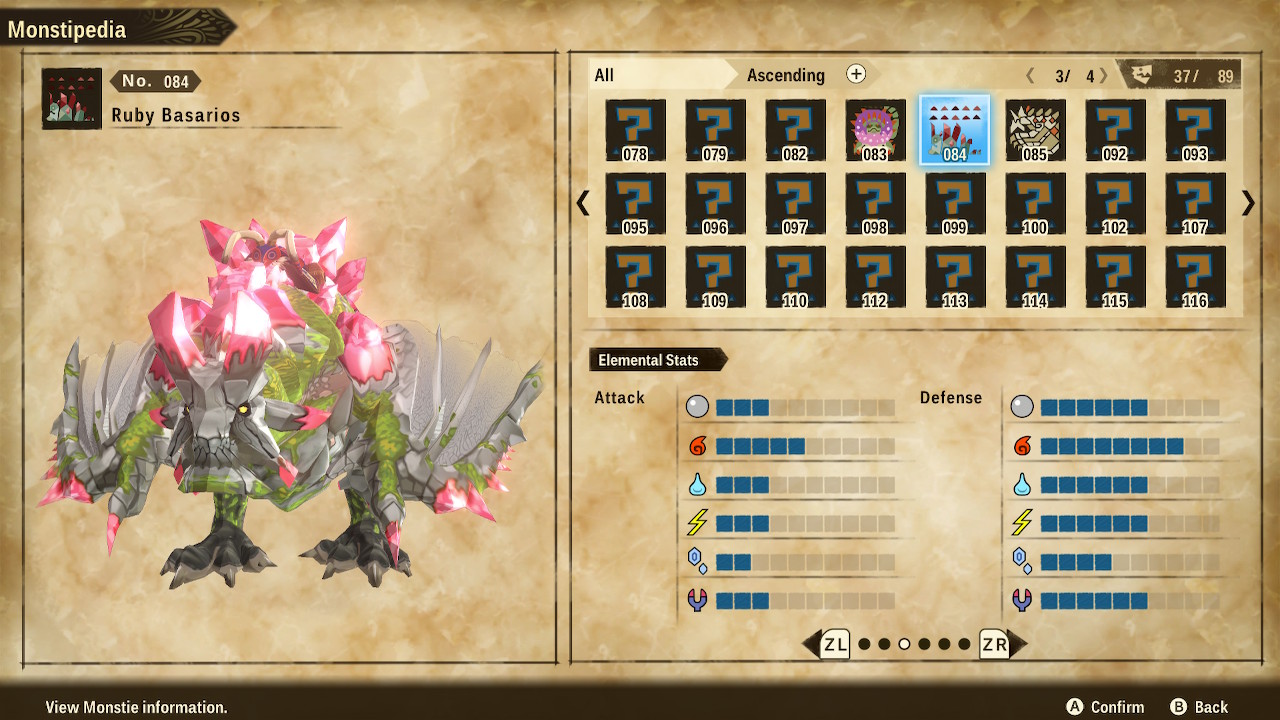 Monstipedia
No. 084
Ruby Basarios
All
Ascending
3/ 4
37/ 89
078 079 082 083 084 085 092 093
095 096 097 098 099 100 102 107
108 109 110 112 113 114 115 116
Elemental Stats
Attack
Defense
ZL
ZR
View Monstie information.
A Confirm
B Back